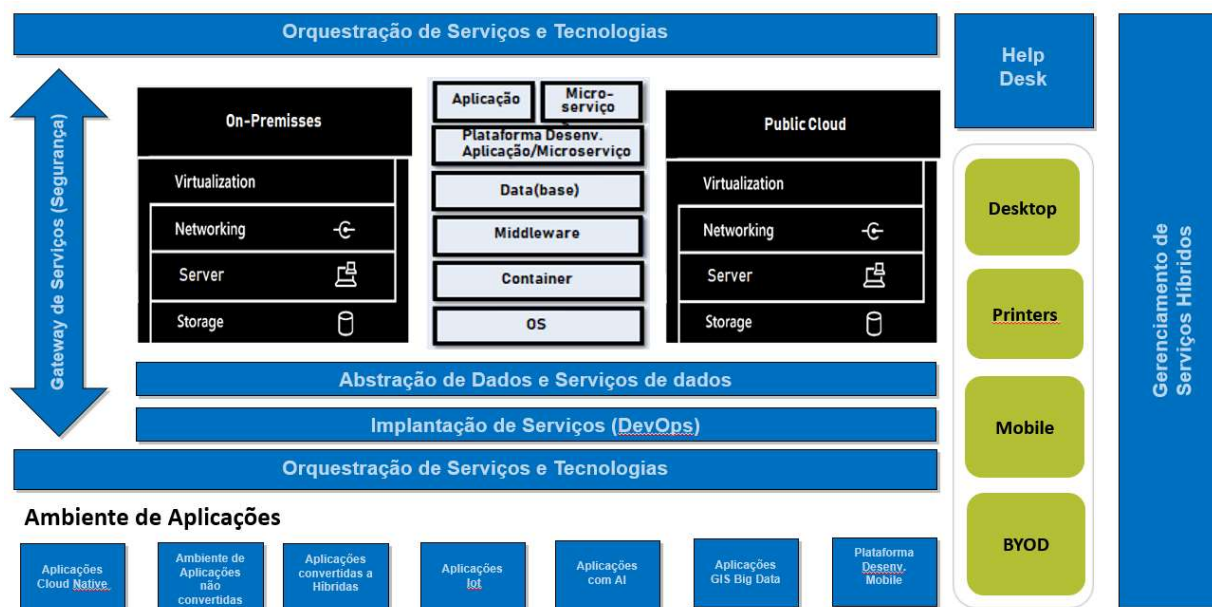 Orquestração de Serviços e Tecnologias
Help
Desk
Gateway de Serviços (Segurança)
On-Premisses
Virtualization
Networking
Server
Storage
Aplicação
Micro-
serviço
Plataforma Desenv.
Aplicação/Microserviço
Data(base)
Middleware
Container
OS
Public Cloud
Virtualization
Networking
Server
Storage
Desktop
Printers
Mobile
BYOD
Gerenciamento de
Serviços Híbridos
Abstração de Dados e Serviços de dados
Implantação de Serviços (DevOps)
Orquestração de Serviços e Tecnologias
Ambiente de Aplicações
Aplicações
Cloud Native
Ambiente de
Aplicações
não
convertidas
Aplicações
convertidas a
Híbridas
Aplicações
Iot
Aplicações
com AI
Aplicações
GIS Big Data
Plataforma
Desenv.
Mobile